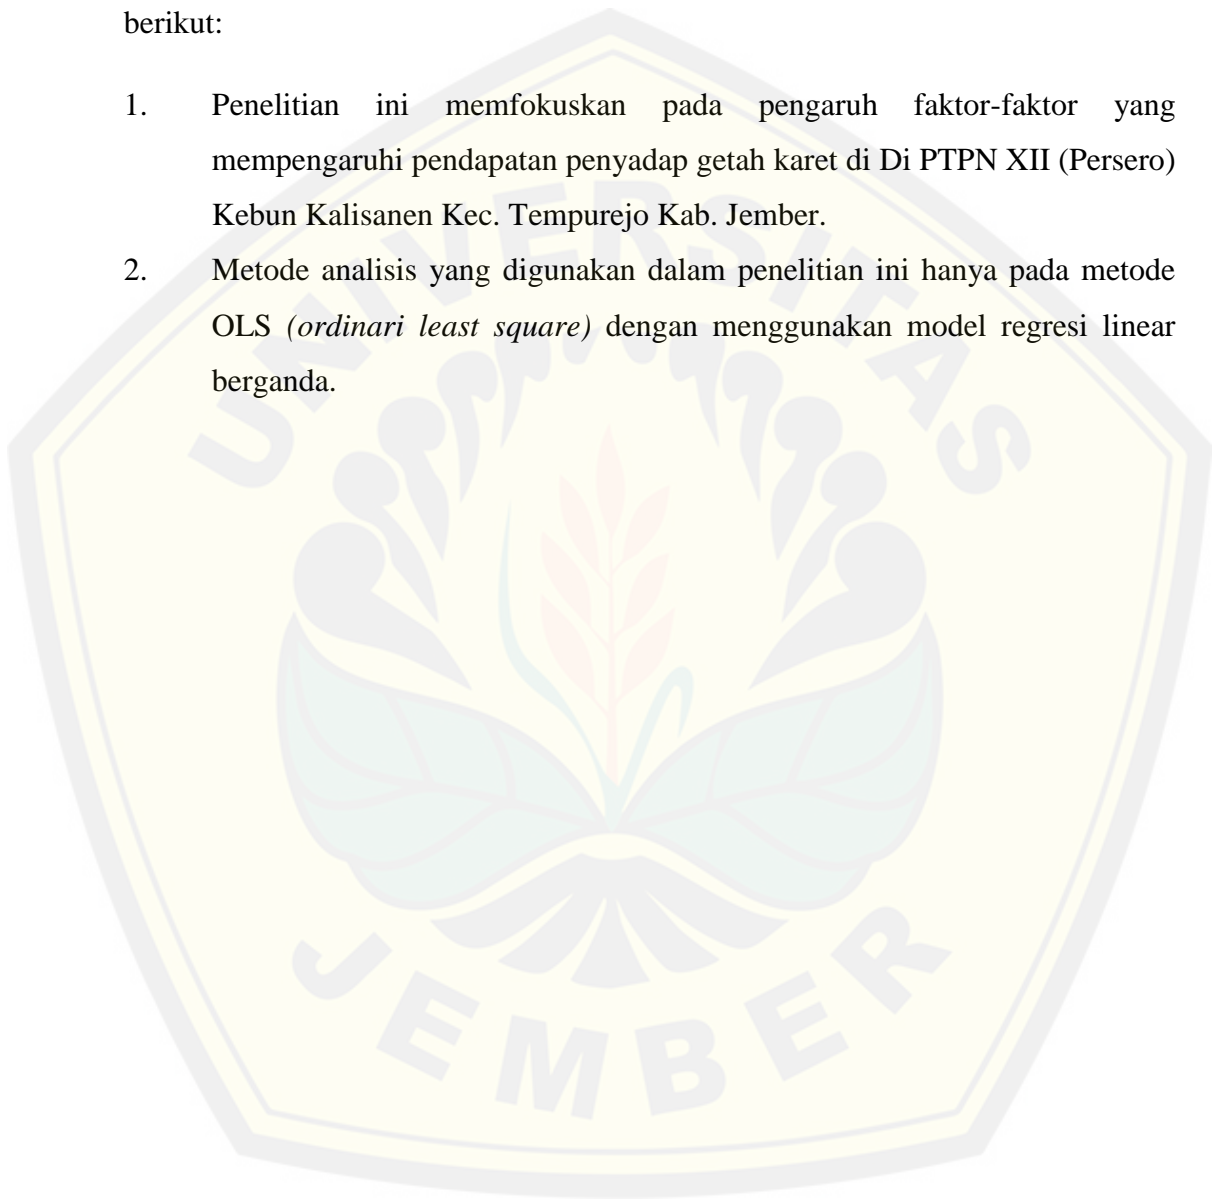 berikut:
1. Penelitian ini memfokuskan pada pengaruh faktor-faktor yang
mempengaruhi pendapatan penyadap getah karet di Di PTPN XII (Persero)
Kebun Kalisanen Kec. Tempurejo Kab. Jember.
2. Metode analisis yang digunakan dalam penelitian ini hanya pada metode
OLS (ordinari least square) dengan menggunakan model regresi linear
berganda.
UNIVERSITAS
JEMBER